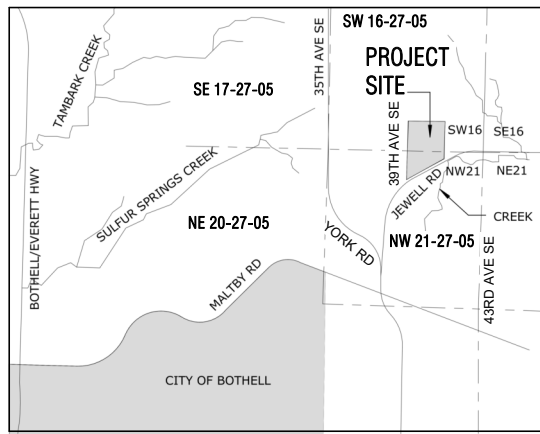 SW 16-27-05
TAMBARK CREEK
35TH AVE SE
PROJECT
SITE
SE 17-27-05
39TH AVE SE
SW16
SE16
BOTHELL/EVERETT HWY
SULFUR SPRINGS CREEK
NW21
NE21
JEWELL RD
CREEK
NE 20-27-05
YORK RD
NW 21-27-05
MALTBY RD
43RD AVE SE
CITY OF BOTHELL